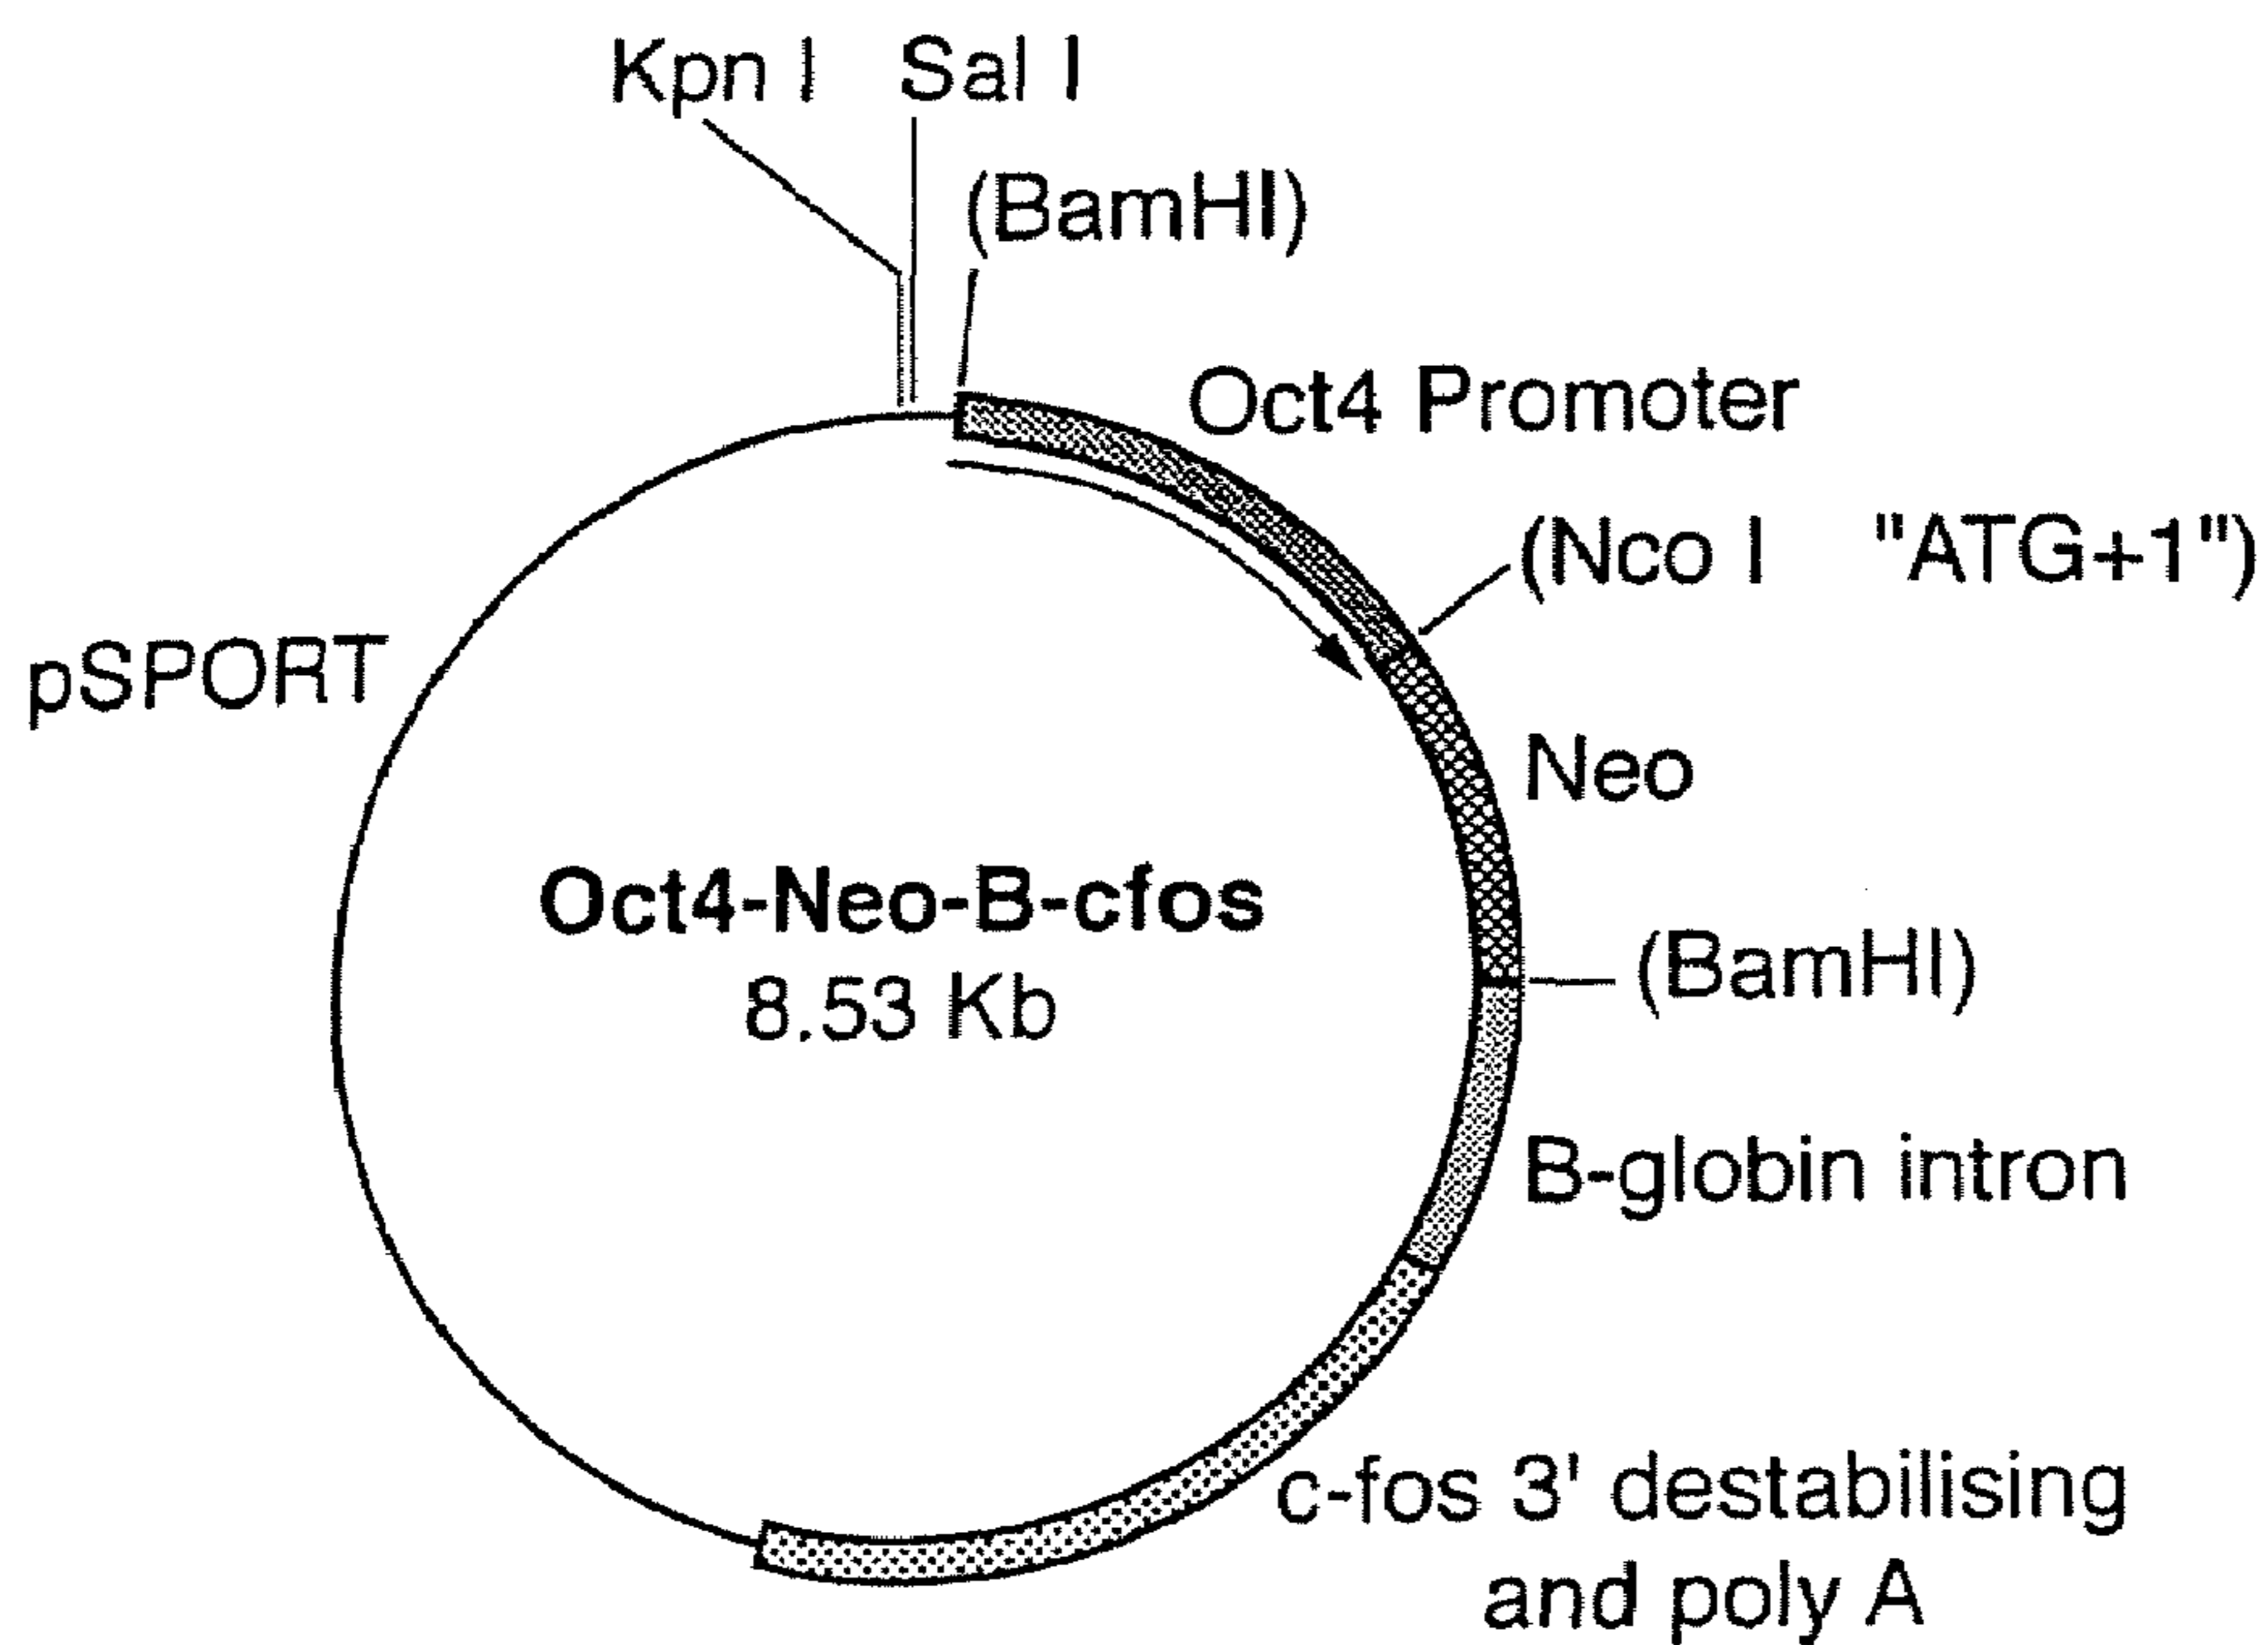 Kpn I Sal I
(BamHI)
Oct4 Promoter
(Nco I "ATG+1")
pSPORT
Neo
Oct4-Neo-B-cfos
8.53 Kb
(BamHI)
B-globin intron
c-fos 3' destabilising
and poly A